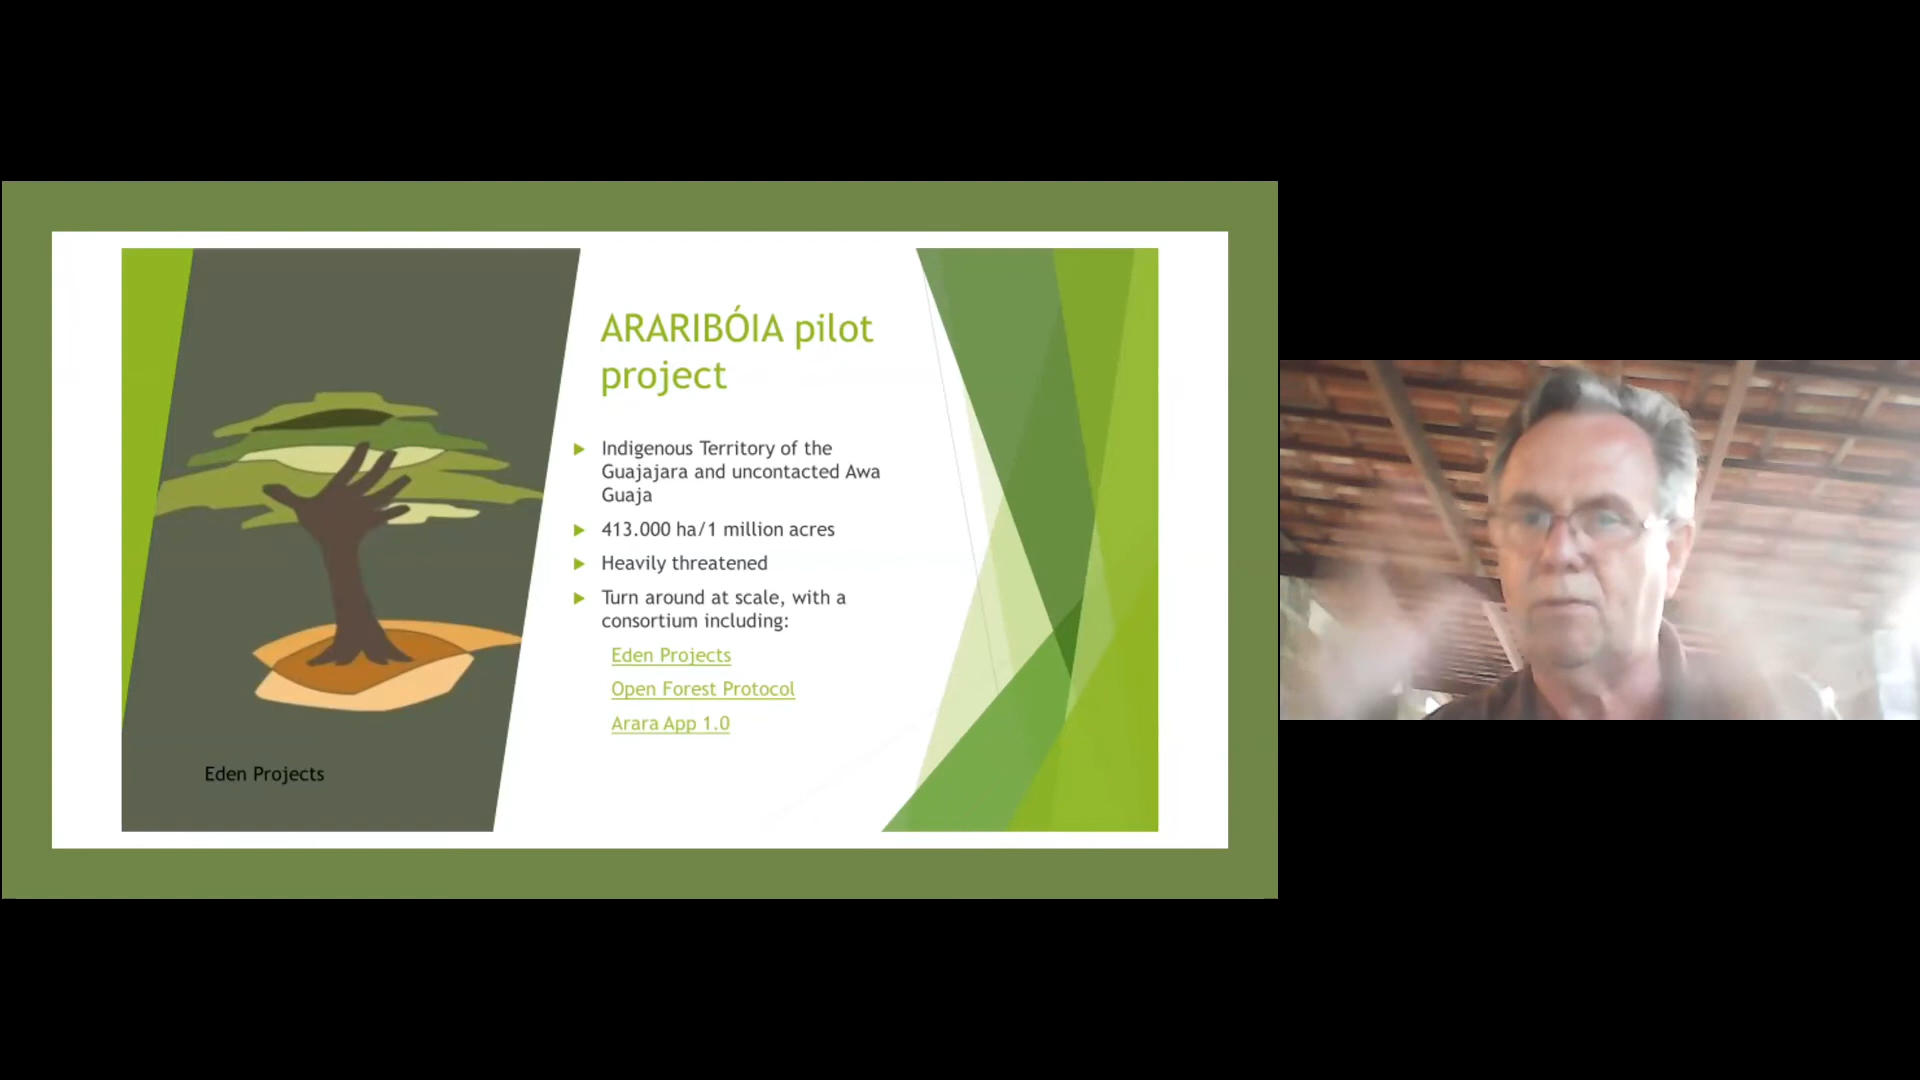 ARARIBÓIA pilot
project
Indigenous Territory of the
Guajajara and uncontacted Awa
Guaja
413.000 ha/1 million acres
Heavily threatened
Turn around at scale, with a
consortium including:
Eden Projects
Open Forest Protocol
Arara App 1.0
Eden Projects